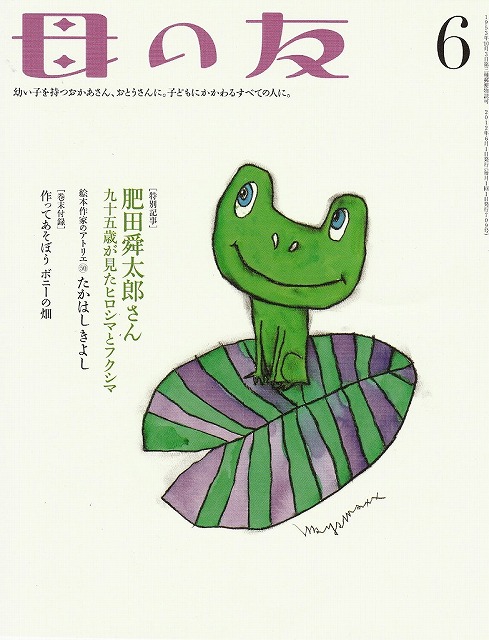 母の友
6
幼い子を持つおかあさん、おとうさんに。子どもにかかわるすべての人に。
[特別記事]
肥田舜太郎さん
九十五歳が見たヒロシマとフクシマ
絵本作家のアトリエ㊿ たかはしきよし
[巻末付録]
作ってあそぼう ポニーの畑